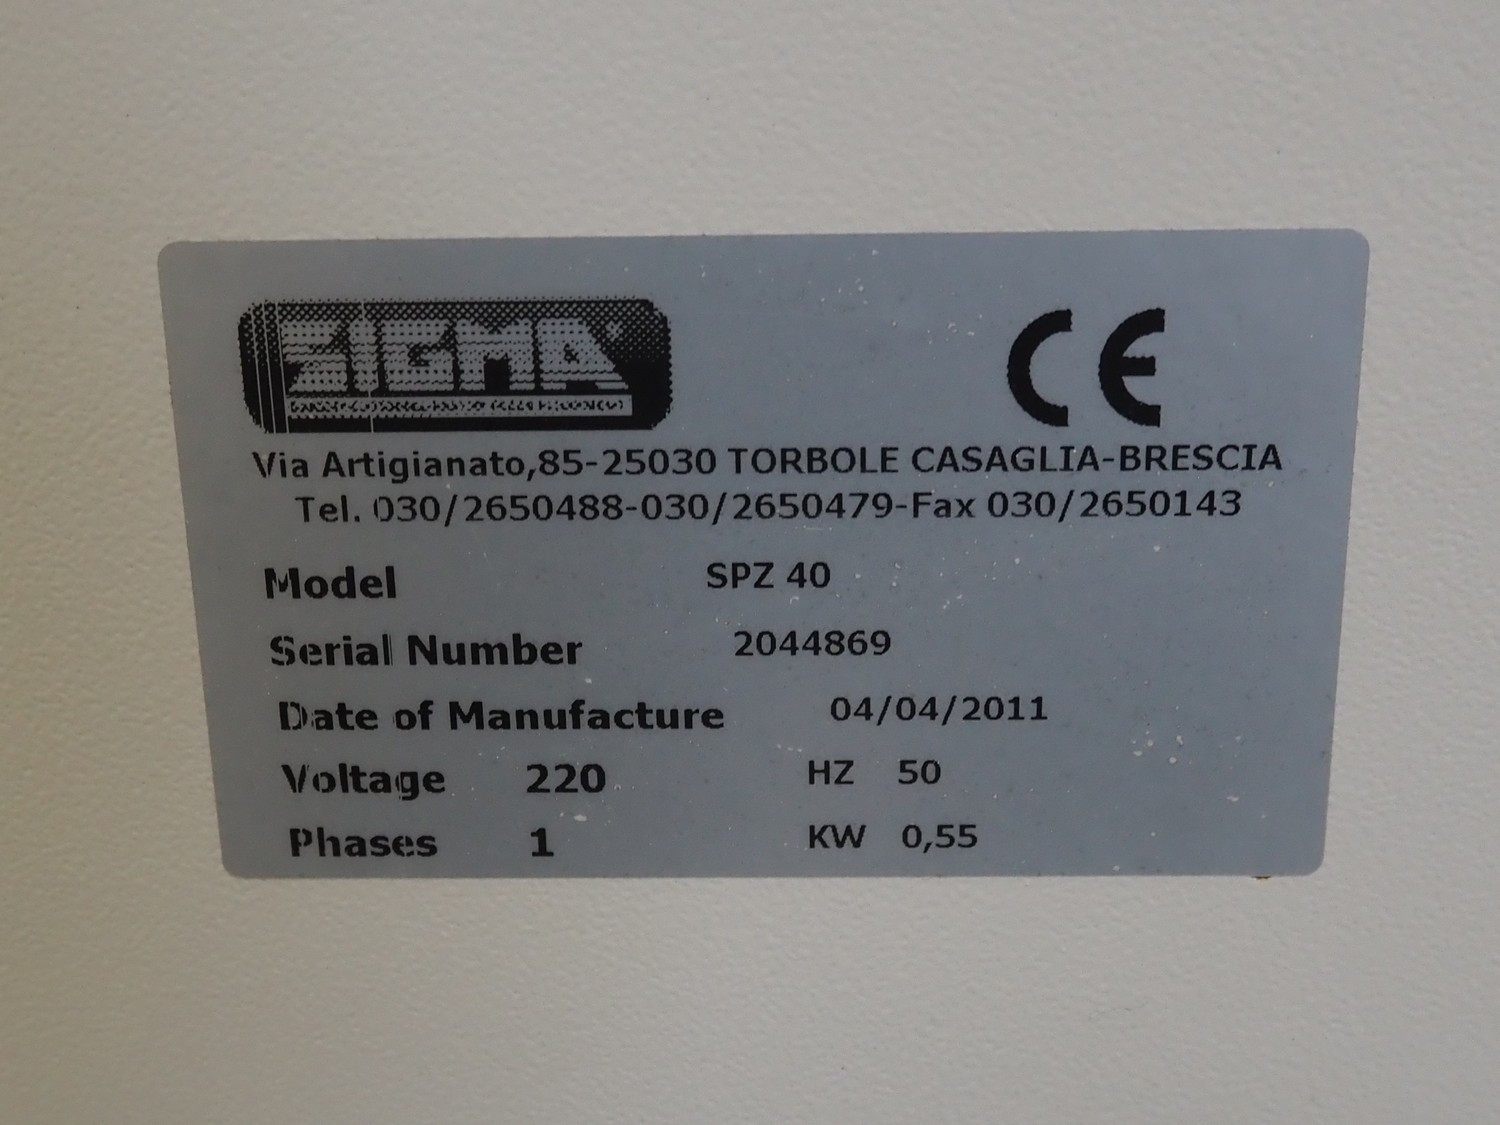 SIGMA
Via Artigianato,85-25030 TORBOLE CASAGLIA-BRESCIA
Tel. 030/2650488-030/2650479-Fax 030/2650143
Model SPZ 40
Serial Number 2044869
Date of Manufacture 04/04/2011
Voltage 220 HZ 50
Phases 1 KW 0,55